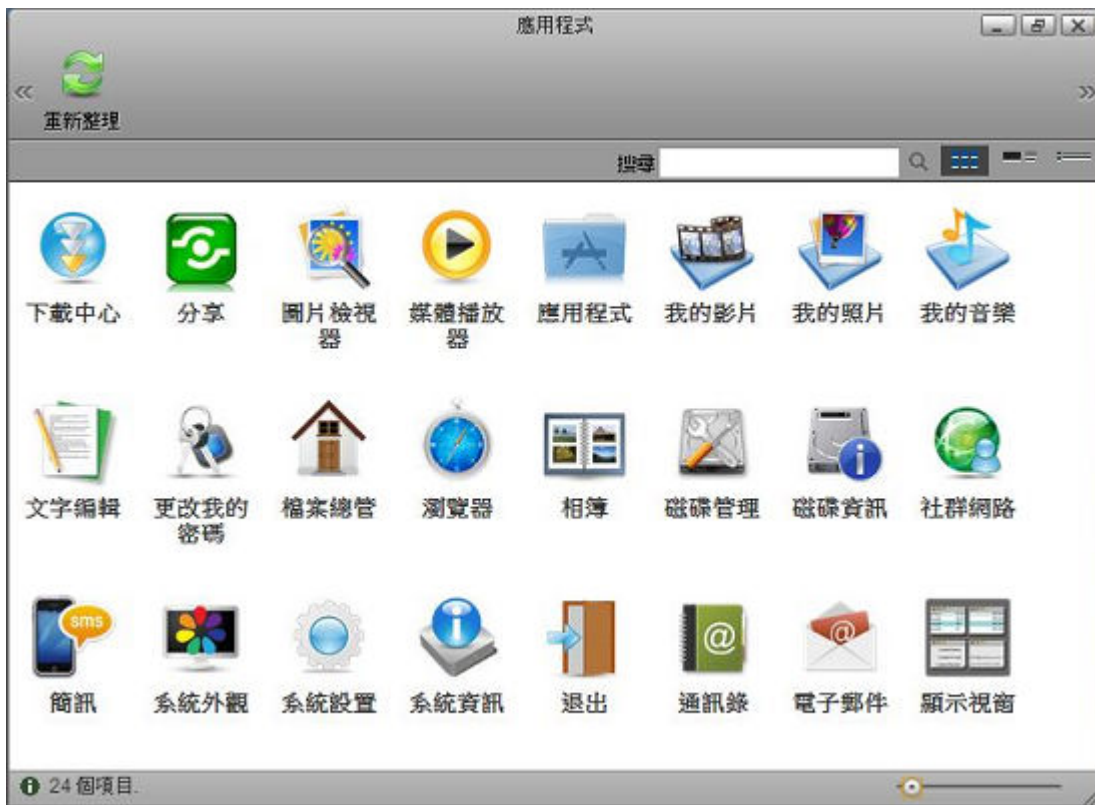 應用程式
重新整理
搜尋
下載中心
分享
圖片檢視
器
媒體播放
器
應用程式
我的影片
我的照片
我的音樂
文字編輯
更改我的
密碼
檔案總管
瀏覽器
相簿
磁碟管理
磁碟資訊
社群網路
sms
簡訊
系統外觀
系統設置
系統資訊
退出
@
通訊錄
@
電子郵件
顯示視窗
24 個項目.